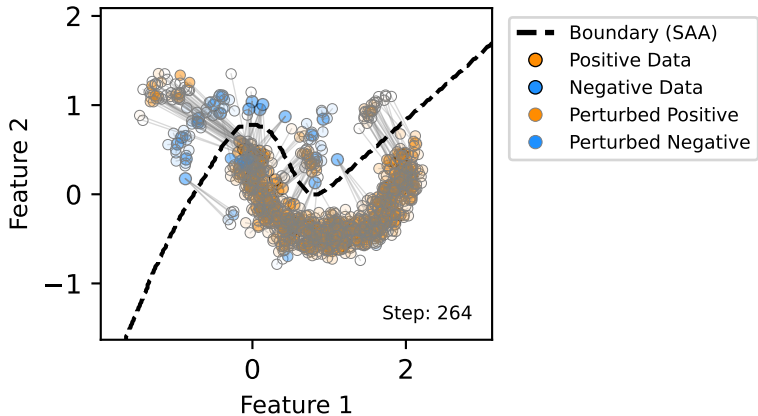 2
1
0
−1
Feature 2
0
2
Feature 1
Step: 264
Boundary (SAA)
Positive Data
Negative Data
Perturbed Positive
Perturbed Negative